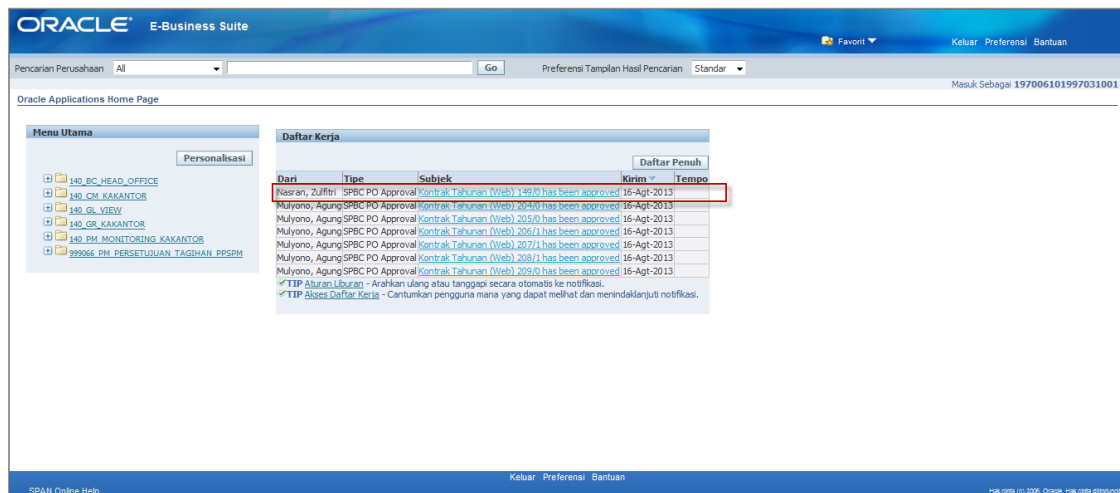 ORACLE® E-Business Suite
Favorit Keluar Preferensi Bantuan
Pencarian Perusahaan All Go Preferensi Tampilan Hasil Pencarian Standar
Masuk Sebagai 197006101997031001
Oracle Applications Home Page
Menu Utama
Personalisasi
140_BC_HEAD_OFFICE
140_CM_KAKANTOR
140_GL_VIEW
140_GR_KAKANTOR
140_PM_MONITORING_KAKANTOR
999066_PM_PERSETUJUAN_TAGIHAN_PPSPM
Daftar Kerja
Daftar Penuh
Dari Tipe Subjek Kirim Tempo
Nasran, Zulfitri SPBC PO Approval Kontrak Tahunan (Web) 149/0 has been approved 16-Agt-2013
Mulyono, Agung SPBC PO Approval Kontrak Tahunan (Web) 204/0 has been approved 16-Agt-2013
Mulyono, Agung SPBC PO Approval Kontrak Tahunan (Web) 205/0 has been approved 16-Agt-2013
Mulyono, Agung SPBC PO Approval Kontrak Tahunan (Web) 206/1 has been approved 16-Agt-2013
Mulyono, Agung SPBC PO Approval Kontrak Tahunan (Web) 207/1 has been approved 16-Agt-2013
Mulyono, Agung SPBC PO Approval Kontrak Tahunan (Web) 208/1 has been approved 16-Agt-2013
Mulyono, Agung SPBC PO Approval Kontrak Tahunan (Web) 209/0 has been approved 16-Agt-2013
TIP Aturan Liburan - Arahkan ulang atau tanggapi secara otomatis ke notifikasi.
TIP Akses Daftar Kerja - Cantumkan pengguna mana yang dapat melihat dan menindaklanjuti notifikasi.
Keluar Preferensi Bantuan
SPAN Online Help
Hak cipta (c) 2006, Oracle. Hak cipta dilindungi